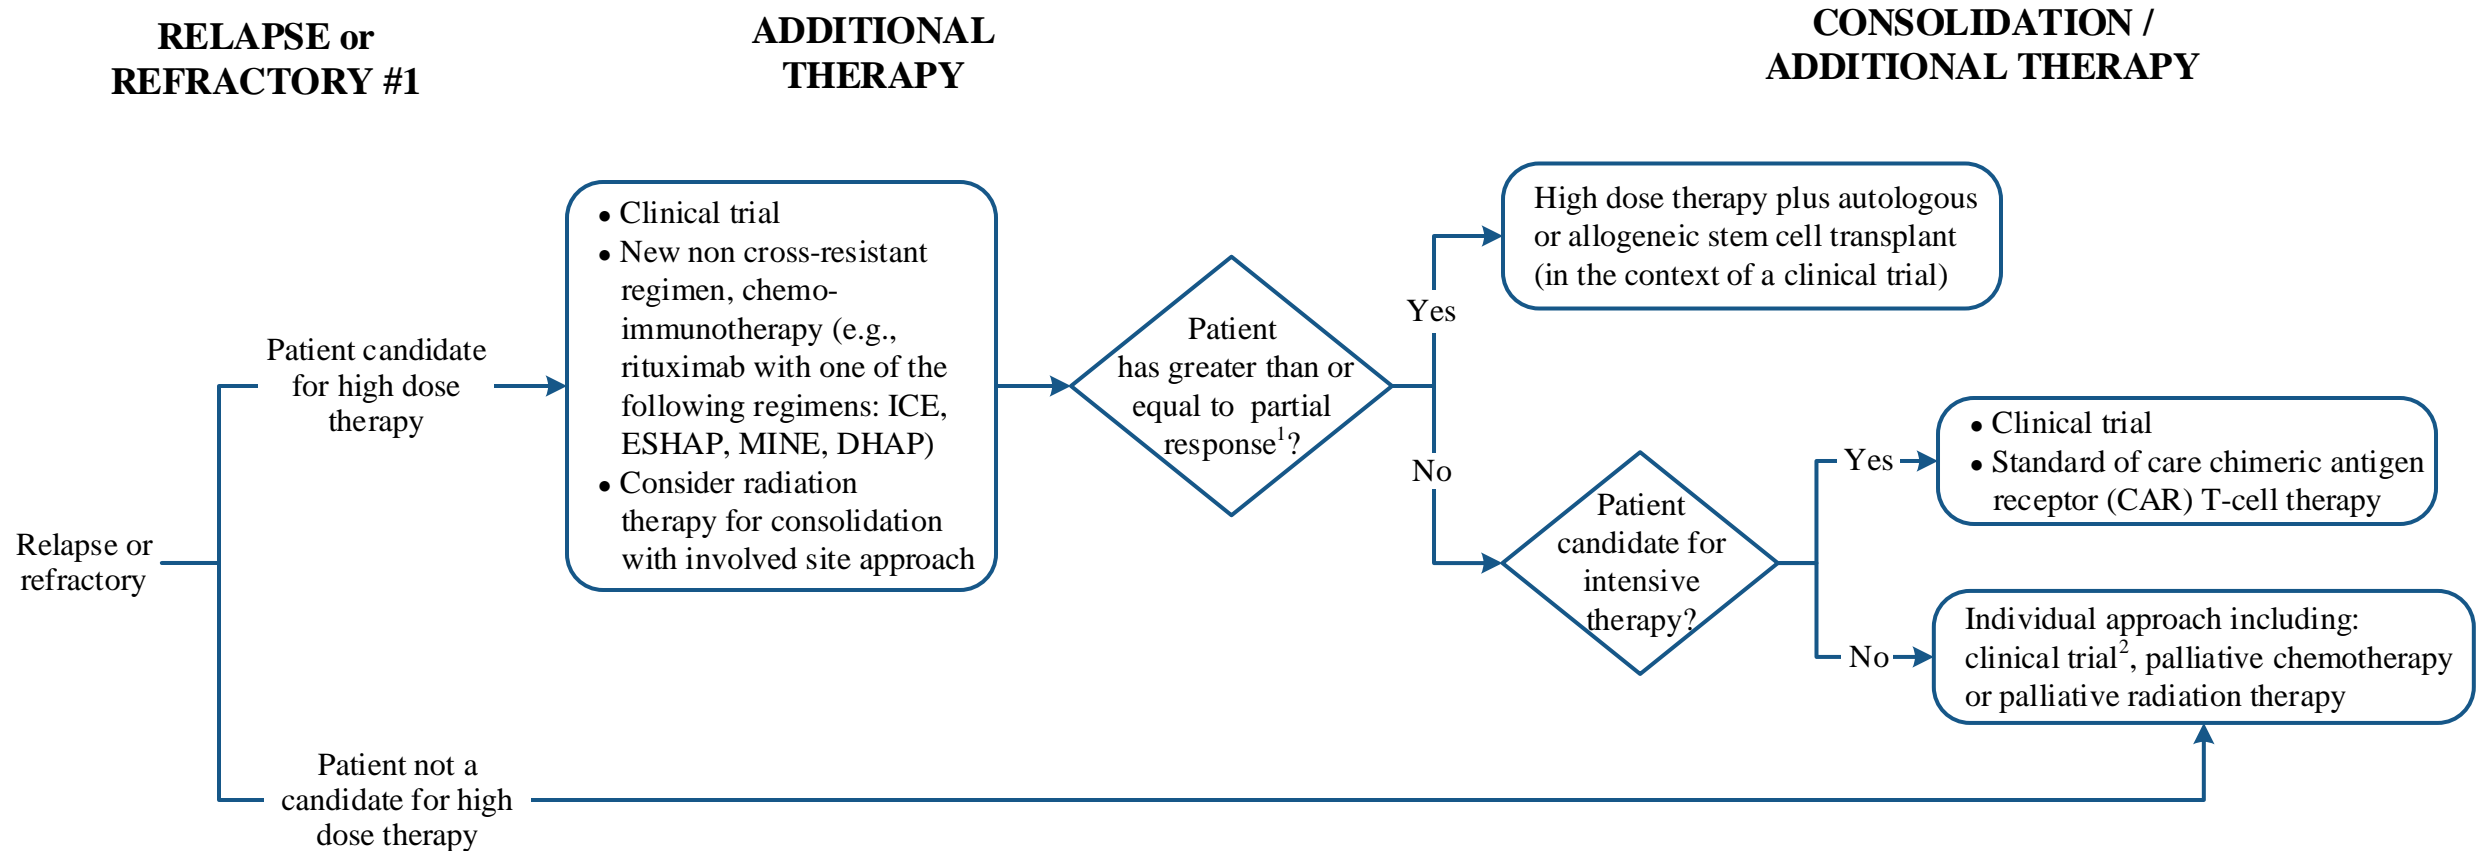 RELAPSE or
REFRACTORY #1
ADDITIONAL
THERAPY
CONSOLIDATION /
ADDITIONAL THERAPY
Relapse or
refractory
Patient candidate
for high dose
therapy
Patient not a
candidate for high
dose therapy
• Clinical trial
• New non cross-resistant
regimen, chemo-
immunotherapy (e.g.,
rituximab with one of the
following regimens: ICE,
ESHAP, MINE, DHAP)
• Consider radiation
therapy for consolidation
with involved site approach
Patient
has greater than or
equal to partial
response¹?
Yes
No
High dose therapy plus autologous
or allogeneic stem cell transplant
(in the context of a clinical trial)
Patient
candidate for
intensive
therapy?
Yes
No
• Clinical trial
• Standard of care chimeric antigen
receptor (CAR) T-cell therapy
Individual approach including:
clinical trial², palliative chemotherapy
or palliative radiation therapy